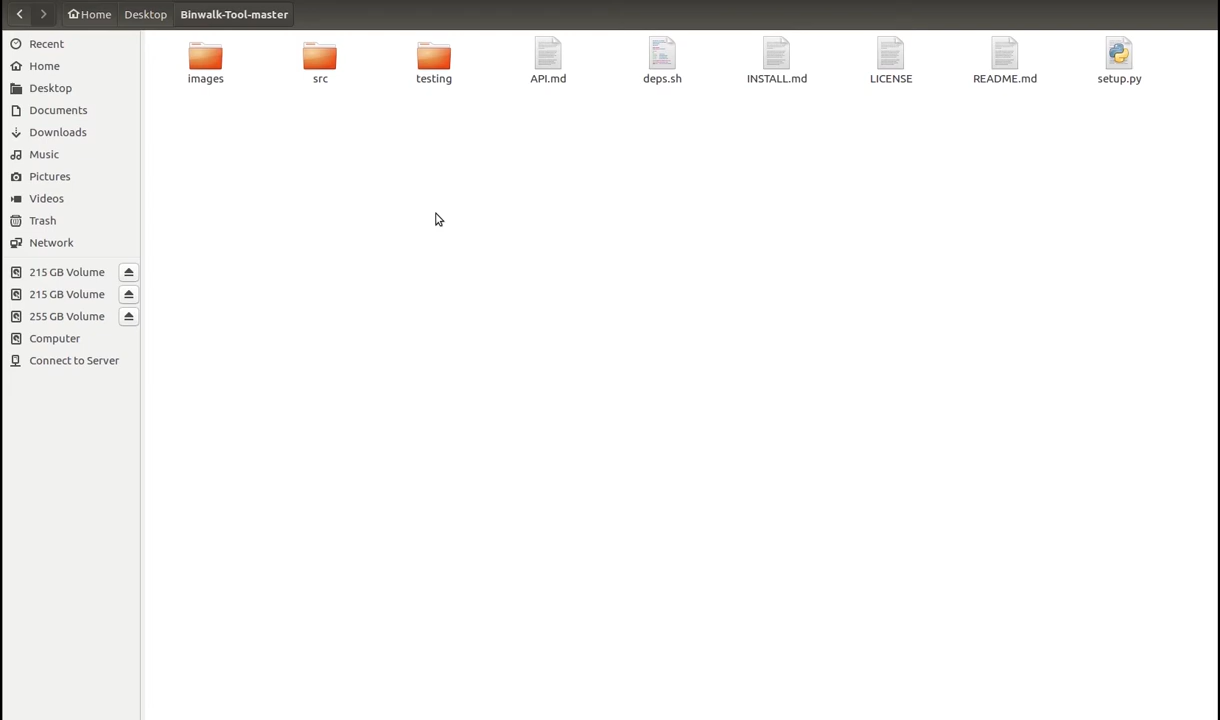 Home Desktop Binwalk-Tool-master
Recent
Home
Desktop
Documents
Downloads
Music
Pictures
Videos
Trash
Network
215 GB Volume
215 GB Volume
255 GB Volume
Computer
Connect to Server
images src testing API.md deps.sh INSTALL.md LICENSE README.md setup.py